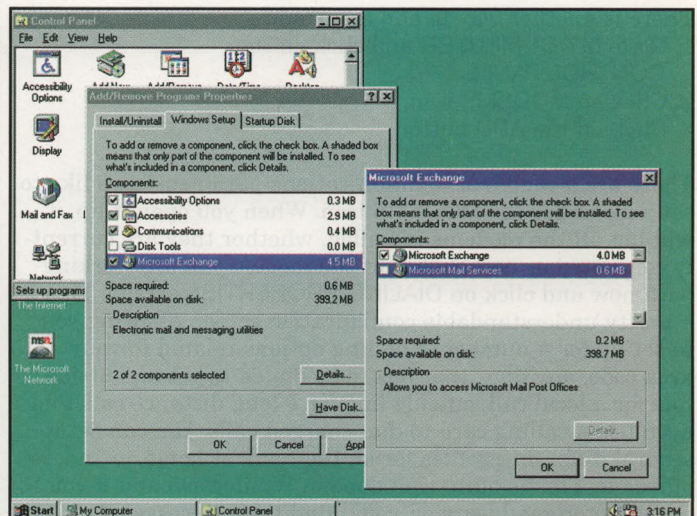 Control Panel
File Edit View Help
Accessibility Options
Display
Mail and Fax
Network
Sets up programs
The Internet
msn.
The Microsoft Network
Add/Remove Programs Properties
Install/Uninstall Windows Setup Startup Disk
To add or remove a component, click the check box. A shaded box
means that only part of the component will be installed. To see
what's included in a component, click Details.
Components:
Accessibility Options 0.3 MB
Accessories 2.9 MB
Communications 0.4 MB
Disk Tools 0.0 MB
Microsoft Exchange 4.5 MB
Space required: 0.6 MB
Space available on disk: 399.2 MB
Description
Electronic mail and messaging utilities
2 of 2 components selected Details...
Have Disk..
OK Cancel Appl
Microsoft Exchange
To add or remove a component, click the check box. A shaded
box means that only part of the component will be installed. To see
what's included in a component, click Details.
Components:
Microsoft Exchange 4.0 MB
Microsoft Mail Services 0.6 MB
Space required: 0.2 MB
Space available on disk: 398.7 MB
Description
Allows you to access Microsoft Mail Post Offices
Details...
OK Cancel
Start My Computer Control Panel 3:16 PM